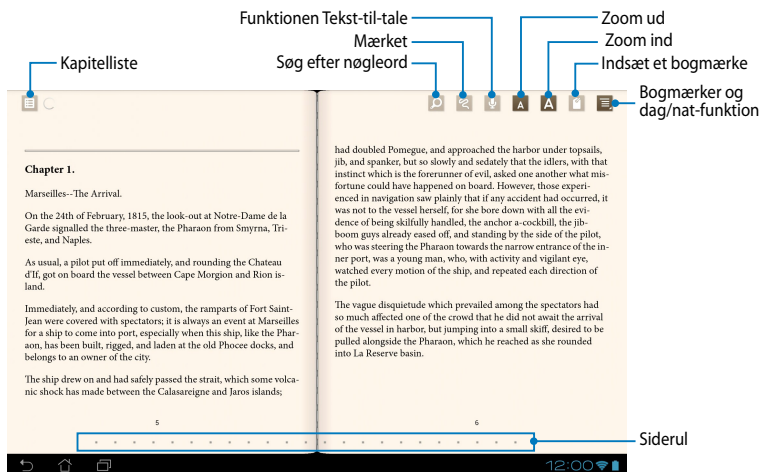 Funktionen Tekst-til-tale
Zoom ud
Mærket
Zoom ind
Kapitelliste
Søg efter nøgleord
Indsæt et bogmærke
Bogmærker og
dag/nat-funktion
A
A
Chapter 1.
Marseilles--The Arrival.
On the 24th of February, 1815, the look-out at Notre-Dame de la
Garde signalled the three-master, the Pharaon from Smyrna, Tri-
este, and Naples.
As usual, a pilot put off immediately, and rounding the Chateau
d'If, got on board the vessel between Cape Morgion and Rion is-
land.
Immediately, and according to custom, the ramparts of Fort Saint-
Jean were covered with spectators; it is always an event at Marseilles
for a ship to come into port, especially when this ship, like the Phar-
aon, has been built, rigged, and laden at the old Phocee docks, and
belongs to an owner of the city.
The ship drew on and had safely passed the strait, which some volca-
nic shock has made between the Calasareigne and Jaros islands;
5
had doubled Pomegue, and approached the harbor under topsails,
jib, and spanker, but so slowly and sedately that the idlers, with that
instinct which is the forerunner of evil, asked one another what mis-
fortune could have happened on board. However, those experi-
enced in navigation saw plainly that if any accident had occurred, it
was not to the vessel herself, for she bore down with all the evi-
dence of being skilfully handled, the anchor a-cockbill, the jib-
boom guys already eased off, and standing by the side of the pilot,
who was steering the Pharaon towards the narrow entrance of the in-
ner port, was a young man, who, with activity and vigilant eye,
watched every motion of the ship, and repeated each direction of
the pilot.
The vague disquietude which prevailed among the spectators had
so much affected one of the crowd that he did not await the arrival
of the vessel in harbor, but jumping into a small skiff, desired to be
pulled alongside the Pharaon, which he reached as she rounded
into La Reserve basin.
6
Siderul
12:00